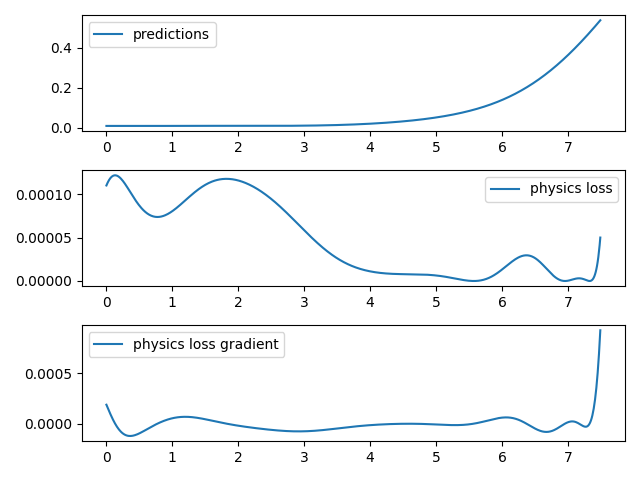 predictions
0.4
0.2
0.0
0 1 2 3 4 5 6 7
physics loss
0.00010
0.00005
0.00000
0 1 2 3 4 5 6 7
physics loss gradient
0.0005
0.0000
0 1 2 3 4 5 6 7